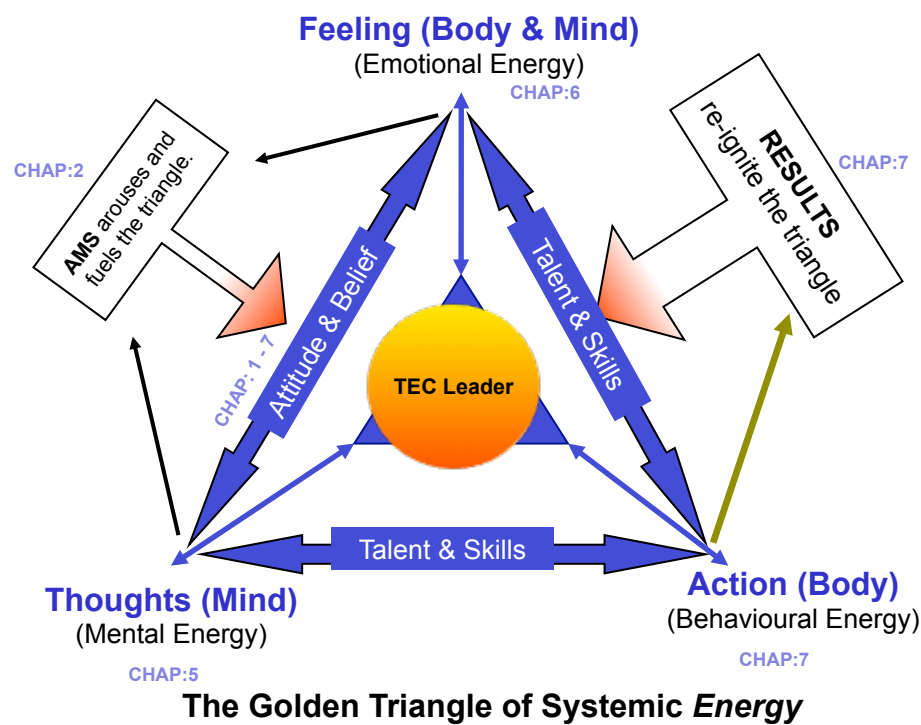 Feeling (Body & Mind)
(Emotional Energy)
CHAP:6
CHAP:2
AMS arouses and
fuels the triangle.
RESULTS
re-ignite the triangle
CHAP:7
Attitude & Belief
CHAP: 1 - 7
Talent & Skills
TEC Leader
Talent & Skills
Thoughts (Mind)
(Mental Energy)
CHAP:5
Action (Body)
(Behavioural Energy)
CHAP:7
The Golden Triangle of Systemic Energy